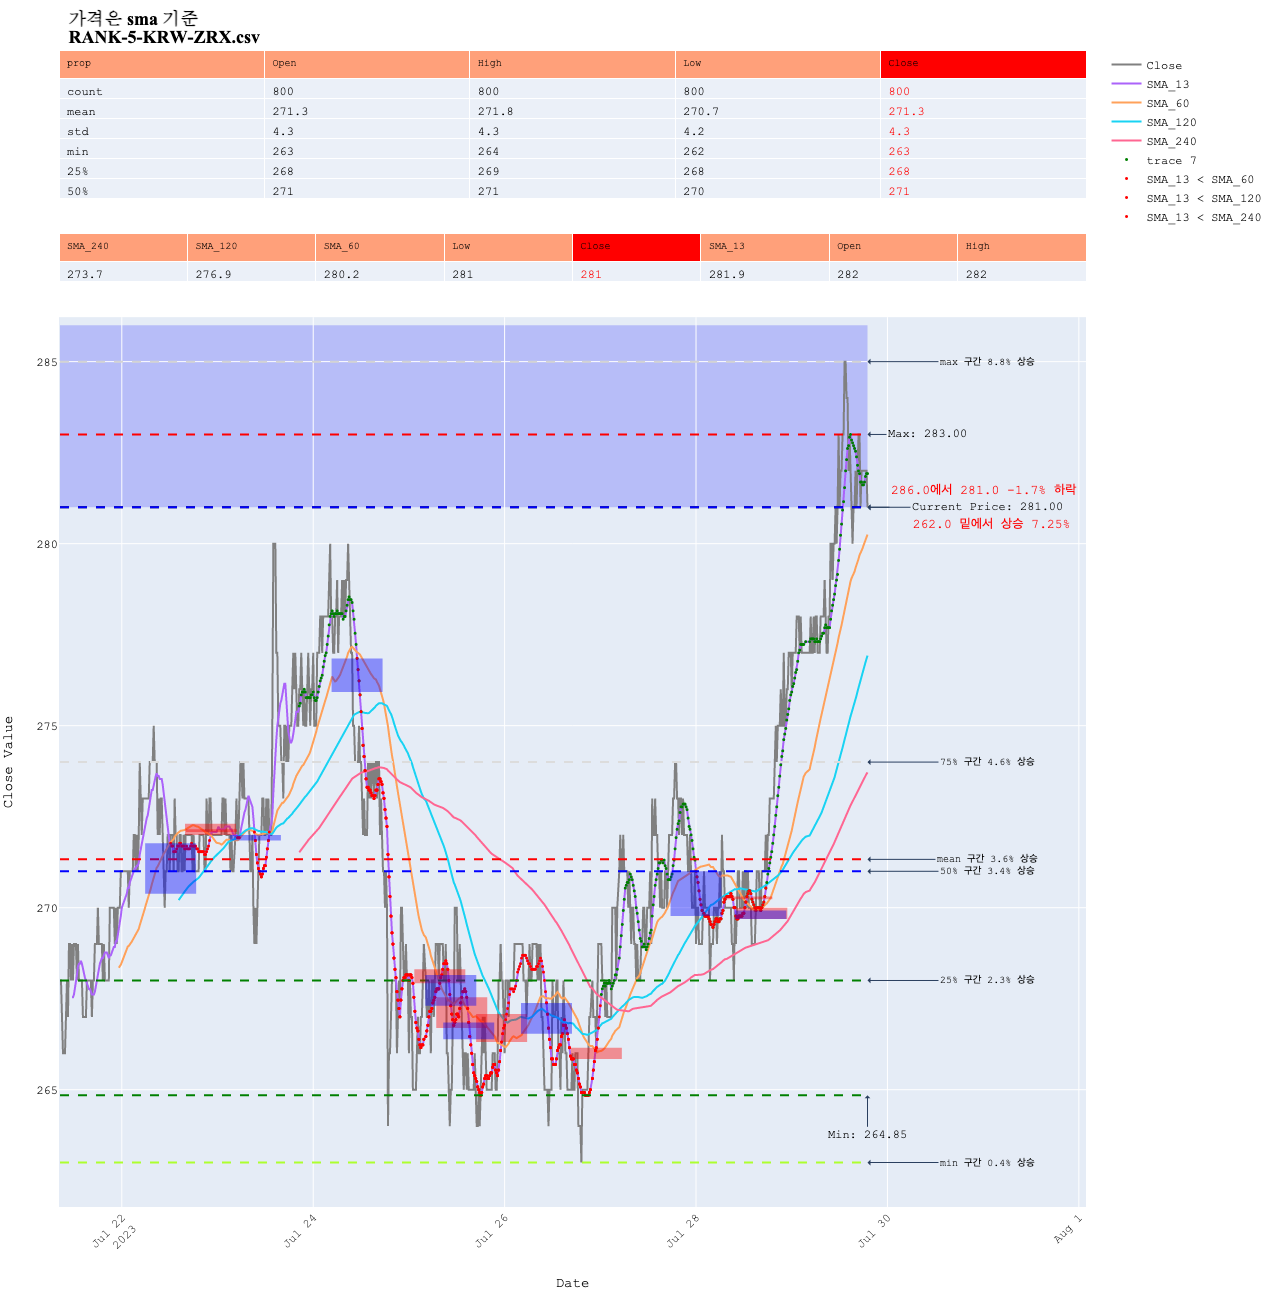 가격은 sma 기준
RANK-5-KRW-ZRX.csv
prop Open High Low Close
count 800 800 800 800
mean 271.3 271.8 270.7 271.3
std 4.3 4.3 4.2 4.3
min 263 264 262 263
25% 268 269 268 268
50% 271 271 270 271
SMA_240 SMA_120 SMA_60 Low Close SMA_13 Open High
273.7 276.9 280.2 281 281 281.9 282 282
Close
SMA_13
SMA_60
SMA_120
SMA_240
trace 7
SMA_13 < SMA_60
SMA_13 < SMA_120
SMA_13 < SMA_240
285
280
275
270
265
Close Value
max 구간 8.8% 상승
Max: 283.00
286.0에서 281.0 -1.7% 하락
Current Price: 281.00
262.0 밑에서 상승 7.25%
75% 구간 4.6% 상승
mean 구간 3.6% 상승
50% 구간 3.4% 상승
25% 구간 2.3% 상승
Min: 264.85
min 구간 0.4% 상승
Jul 22
2023
Jul 24
Jul 26
Jul 28
Jul 30
Aug 1
Date